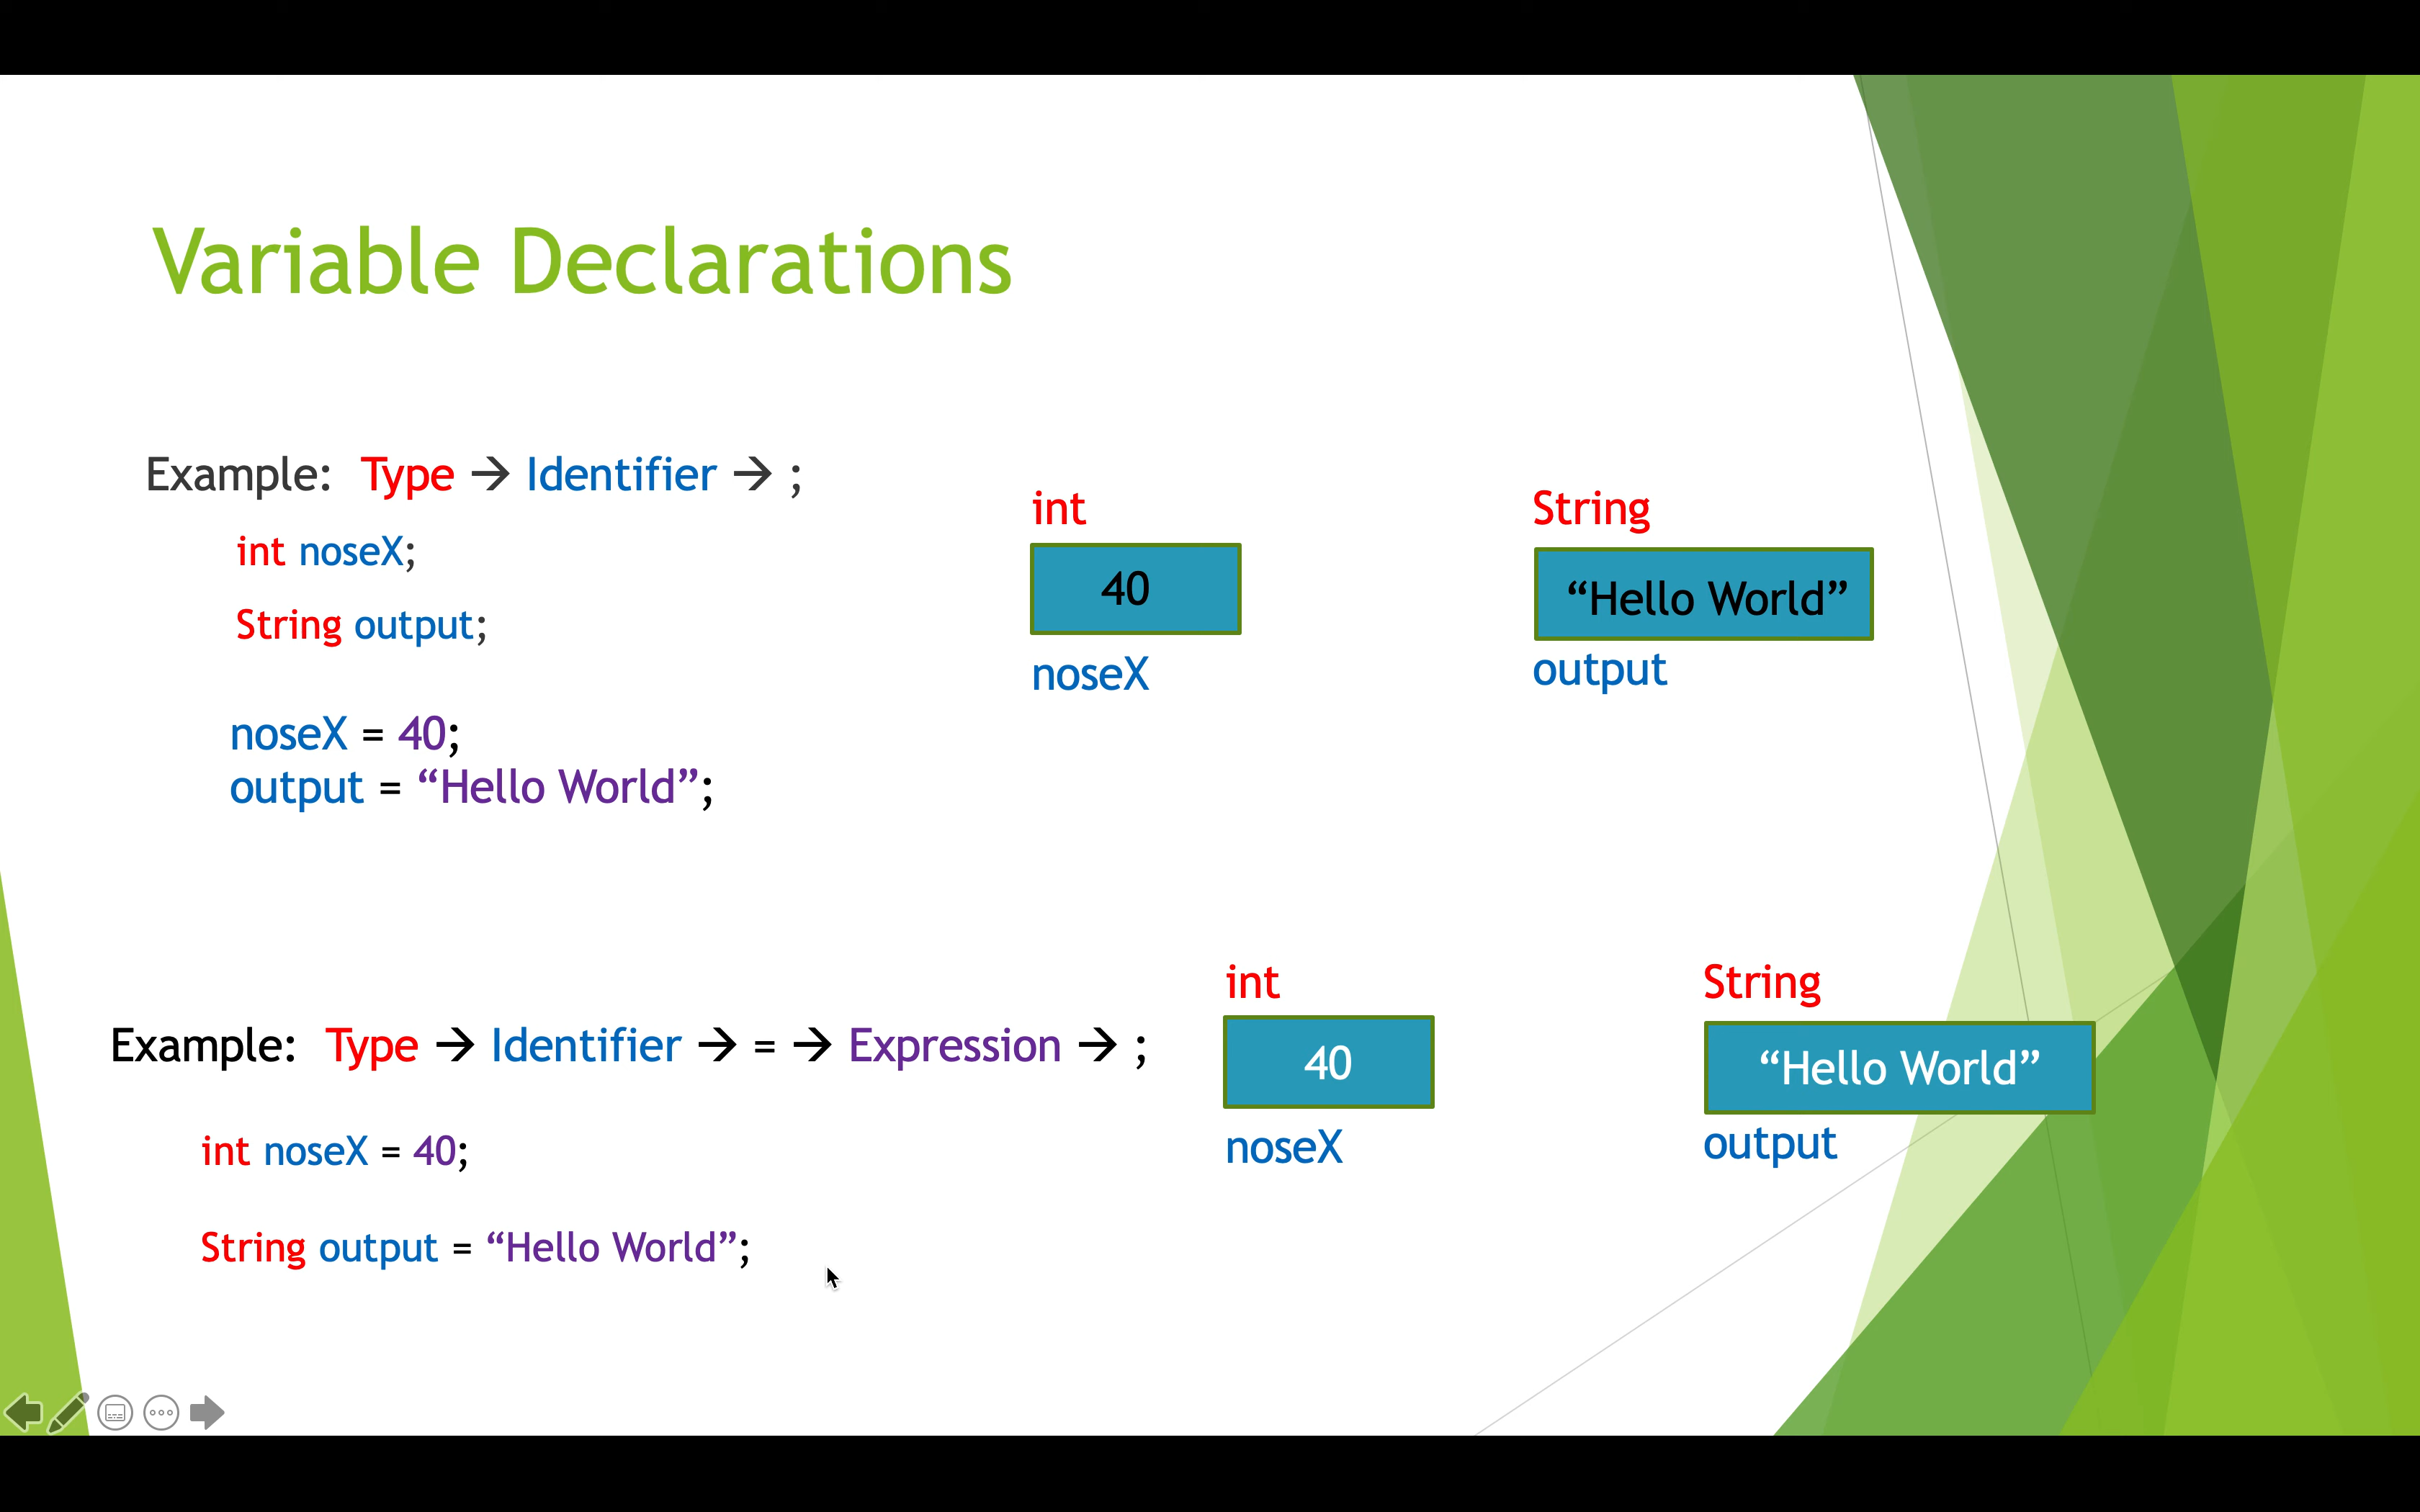 Variable Declarations
Example: Type → Identifier → ;
int noseX;
String output;
noseX = 40;
output = “Hello World”;
int
40
noseX
String
“Hello World”
output
Example: Type → Identifier → = → Expression → ;
int noseX = 40;
String output = “Hello World”;
int
40
noseX
String
“Hello World”
output